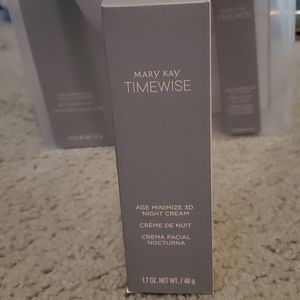 MARY KAY
TIMEWISE
AGE MINIMIZE 3D
NIGHT CREAM
CRÈME DE NUIT
CREMA FACIAL
NOCTURNA
1.7 OZ. NET WT. / 48 g